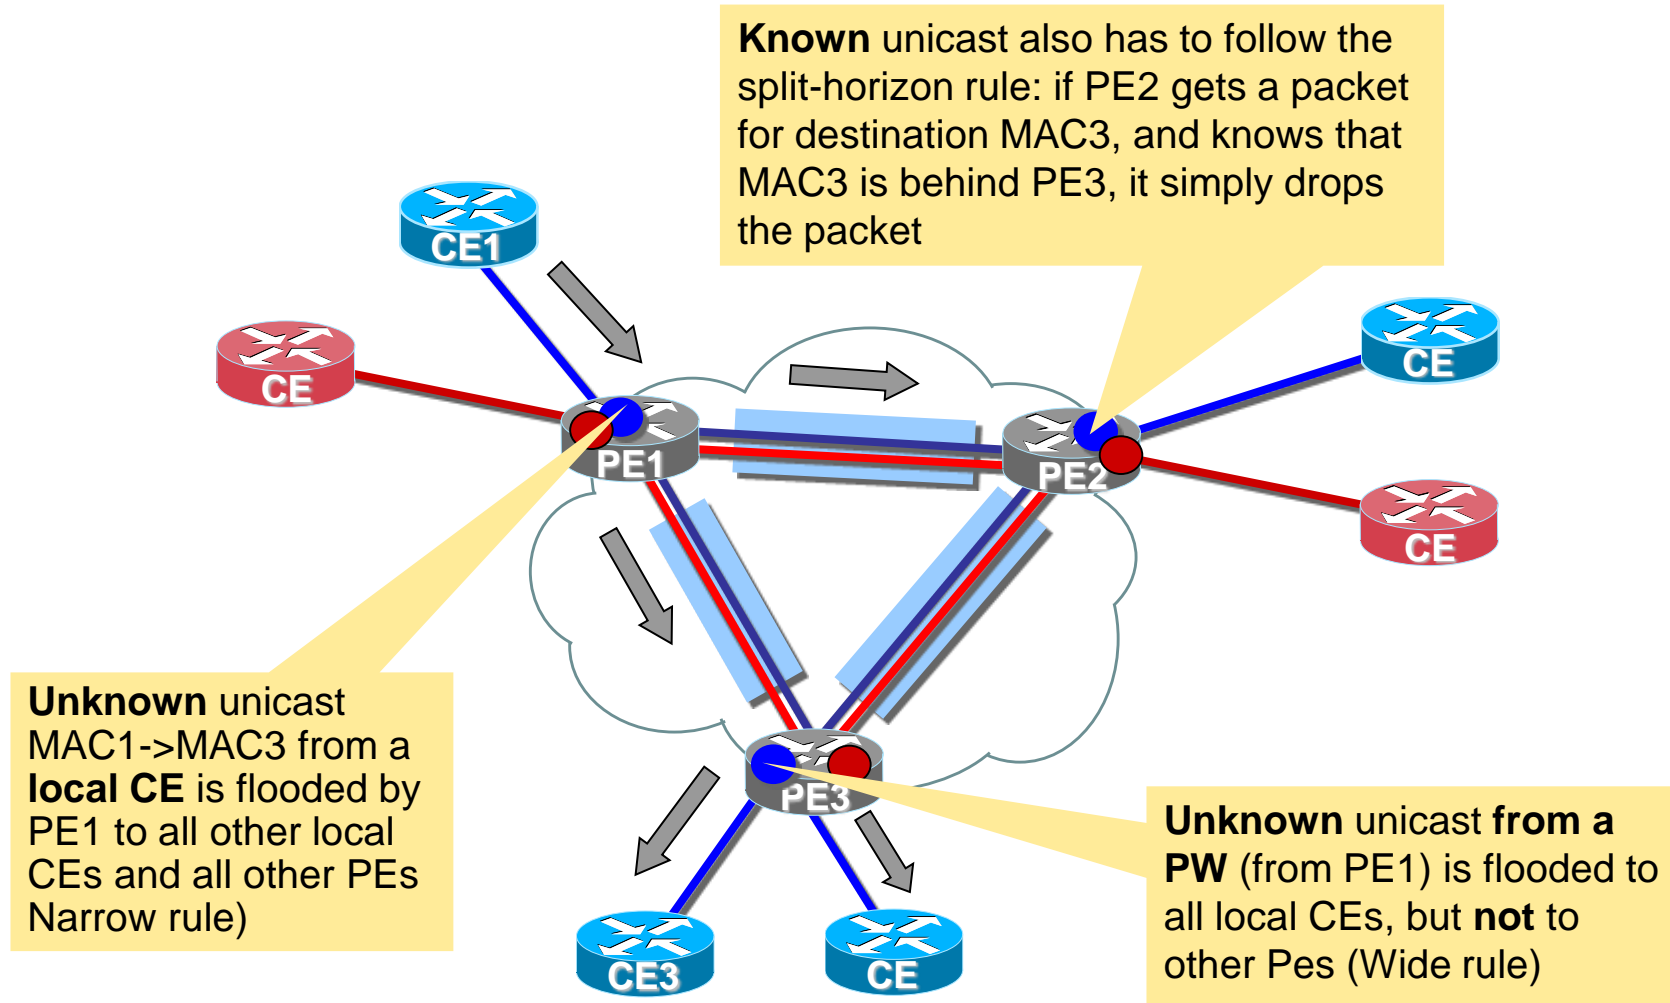 Known unicast also has to follow the
split-horizon rule: if PE2 gets a packet
for destination MAC3, and knows that
MAC3 is behind PE3, it simply drops
the packet
CE1
CE
CE
PE1
PE2
CE
Unknown unicast
MAC1->MAC3 from a
local CE is flooded by
PE1 to all other local
CEs and all other PEs
Narrow rule)
PE3
Unknown unicast from a
PW (from PE1) is flooded to
all local CEs, but not to
other Pes (Wide rule)
CE3
CE